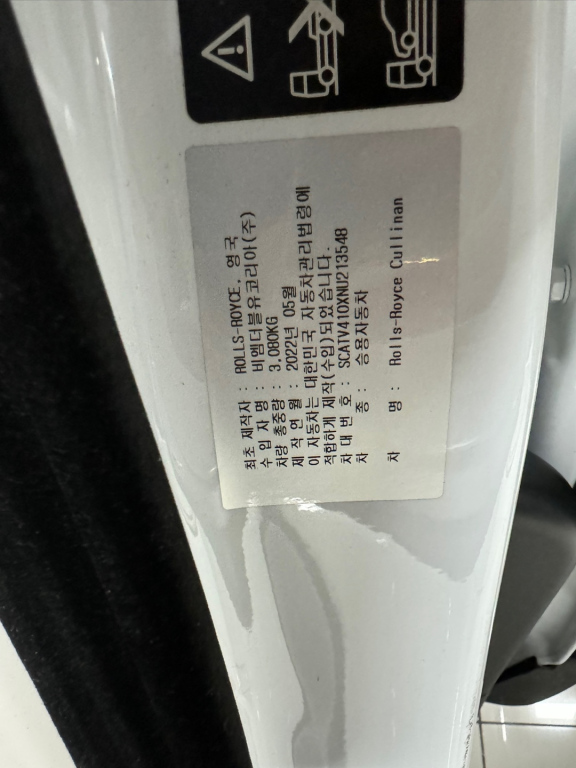 최초 제작자 : ROLLS-ROYCE, 영국
수 입 자 명 : 비엠더블유코리아(주)
차량 총중량 : 3,080KG
제 작 연 월 : 2022년 05월
이 자동차는 대한민국 자동차관리법령에
적합하게 제작(수입)되었습니다.
차 대 번 호 : SCATV410XNU213548
차 종 : 승용자동차
차 명 : Rolls-Royce Cullinan